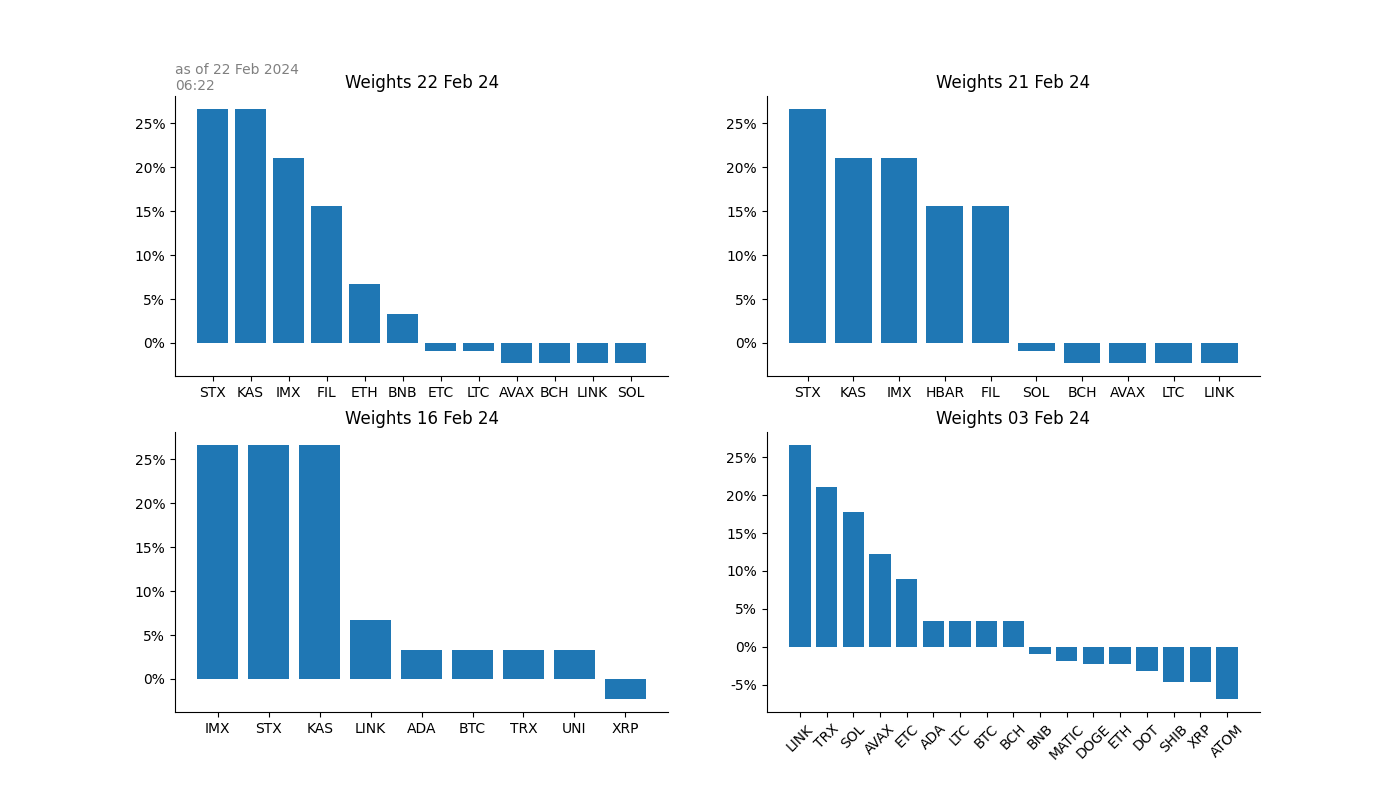 as of 22 Feb 2024
06:22
Weights 22 Feb 24
25%
20%
15%
10%
5%
0%
STX KAS IMX FIL ETH BNB ETC LTC AVAX BCH LINK SOL
Weights 21 Feb 24
25%
20%
15%
10%
5%
0%
STX KAS IMX HBAR FIL SOL BCH AVAX LTC LINK
Weights 16 Feb 24
25%
20%
15%
10%
5%
0%
IMX STX KAS LINK ADA BTC TRX UNI XRP
Weights 03 Feb 24
25%
20%
15%
10%
5%
0%
-5%
LINK TRX SOL AVAX ETC ADA LTC BTC BCH BNB MATIC DOGE ETH DOT SHIB XRP ATOM